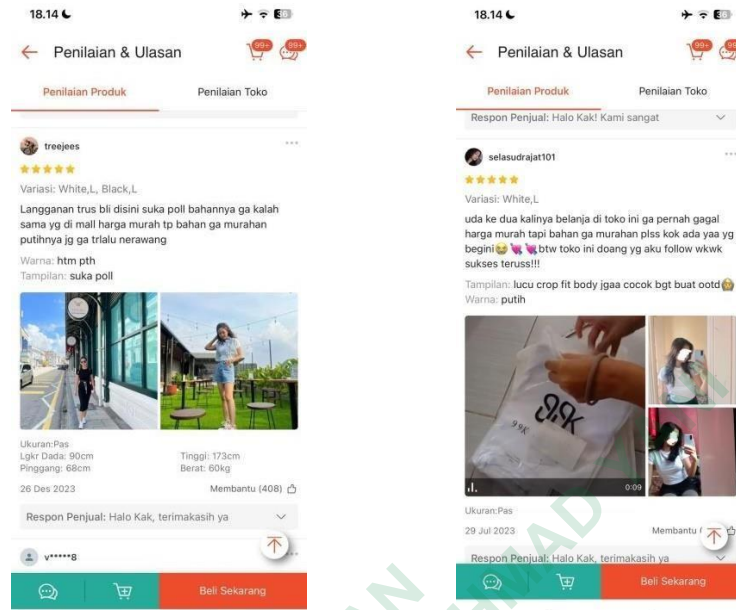 18.14
36
Penilaian & Ulasan
99+
99+
Penilaian Produk
Penilaian Toko
treejees
Variasi: White,L, Black,L
Langganan trus bli disini suka poll bahannya ga kalah
sama yg di mall harga murah tp bahan ga murahan
putihnya jg ga trlalu nerawang
Warna: htm pth
Tampilan: suka poll
Ukuran:Pas
Lgkr Dada: 90cm
Tinggi: 173cm
Pinggang: 68cm
Berat: 60kg
26 Des 2023
Membantu (408)
Respon Penjual: Halo Kak, terimakasih ya
v*****8
Beli Sekarang
18.14
36
Penilaian & Ulasan
99+
Penilaian Produk
Penilaian Toko
Respon Penjual: Halo Kak! Kami sangat
selasudrajat101
Variasi: White,L
uda ke dua kalinya belanja di toko ini ga pernah gagal
harga murah tapi bahan ga murahan plss kok ada yaa yg
begini😭💘💘btw toko ini doang yg aku follow wkwk
sukses teruss!!!
Tampilan: lucu crop fit body jgaa cocok bgt buat ootd
Warna: putih
99K
99K
0:09
Ukuran:Pas
29 Jul 2023
Membantu
Respon Penjual: Halo Kak, terimakasih ya
Beli Sekarang